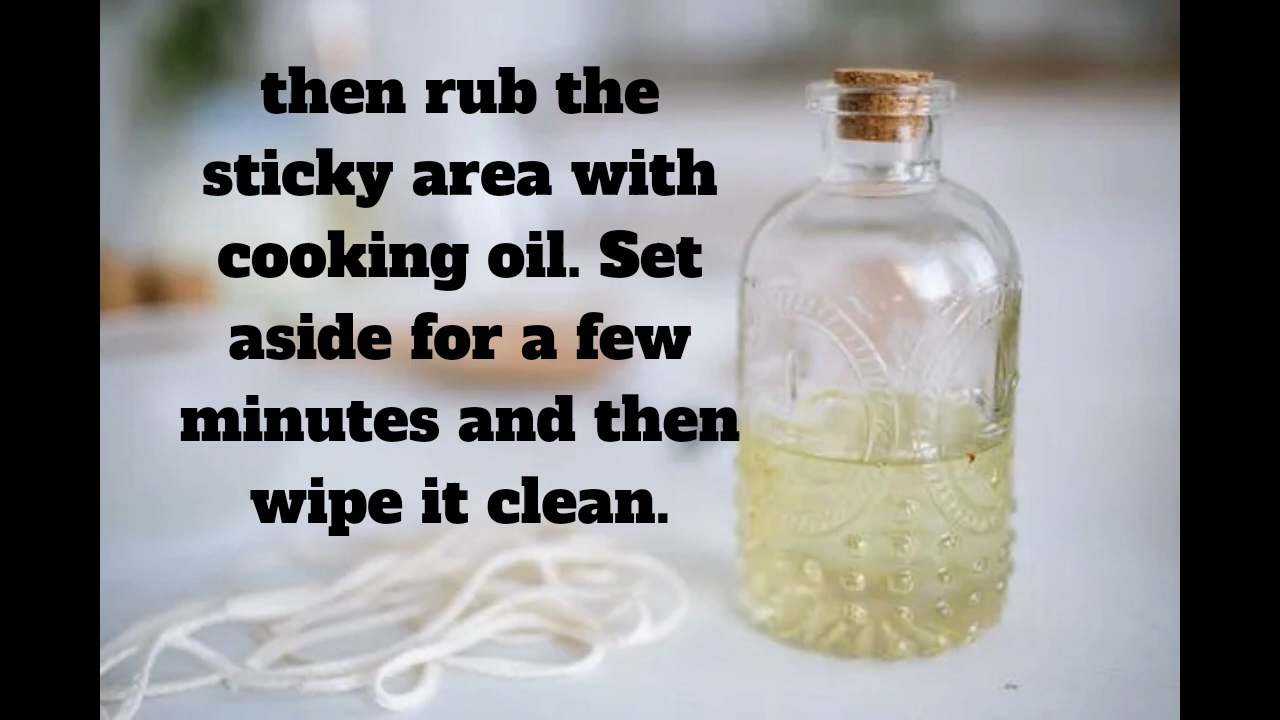 then rub the
sticky area with
cooking oil. Set
aside for a few
minutes and then
wipe it clean.